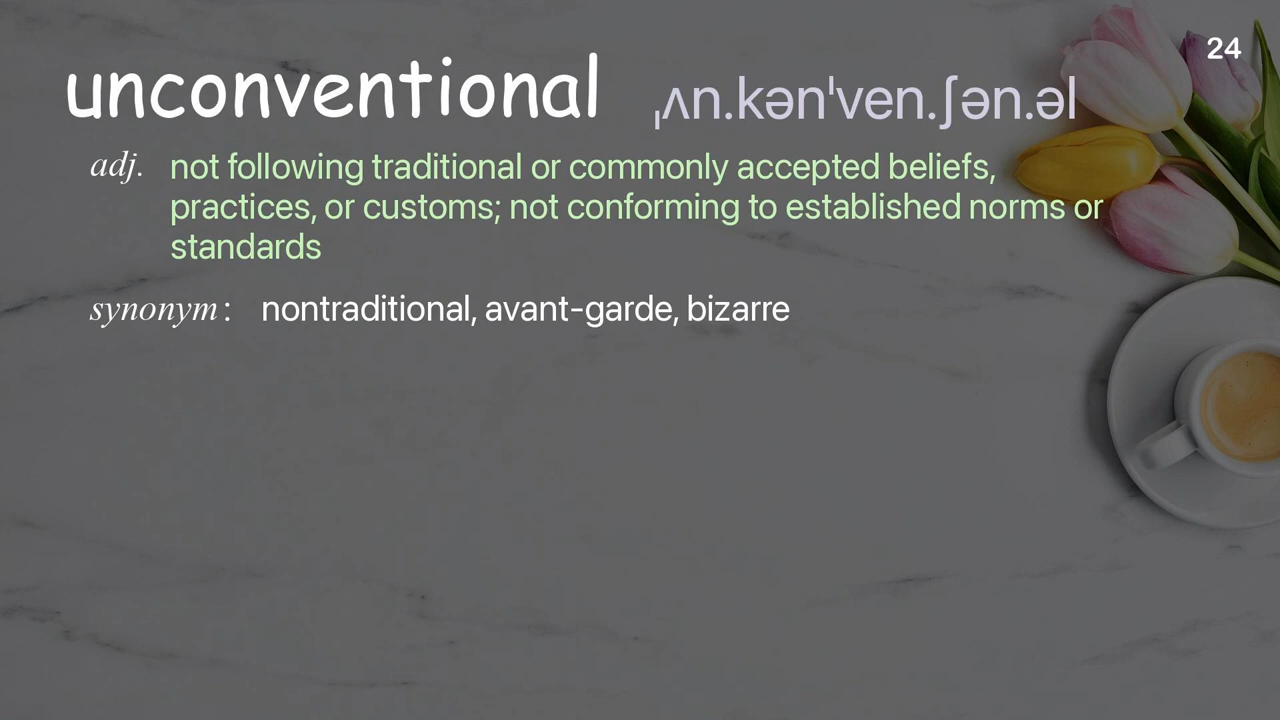 24
unconventional ˌʌn.kənˈven.ʃən.əl
adj. not following traditional or commonly accepted beliefs,
practices, or customs; not conforming to established norms or
standards
synonym: nontraditional, avant-garde, bizarre